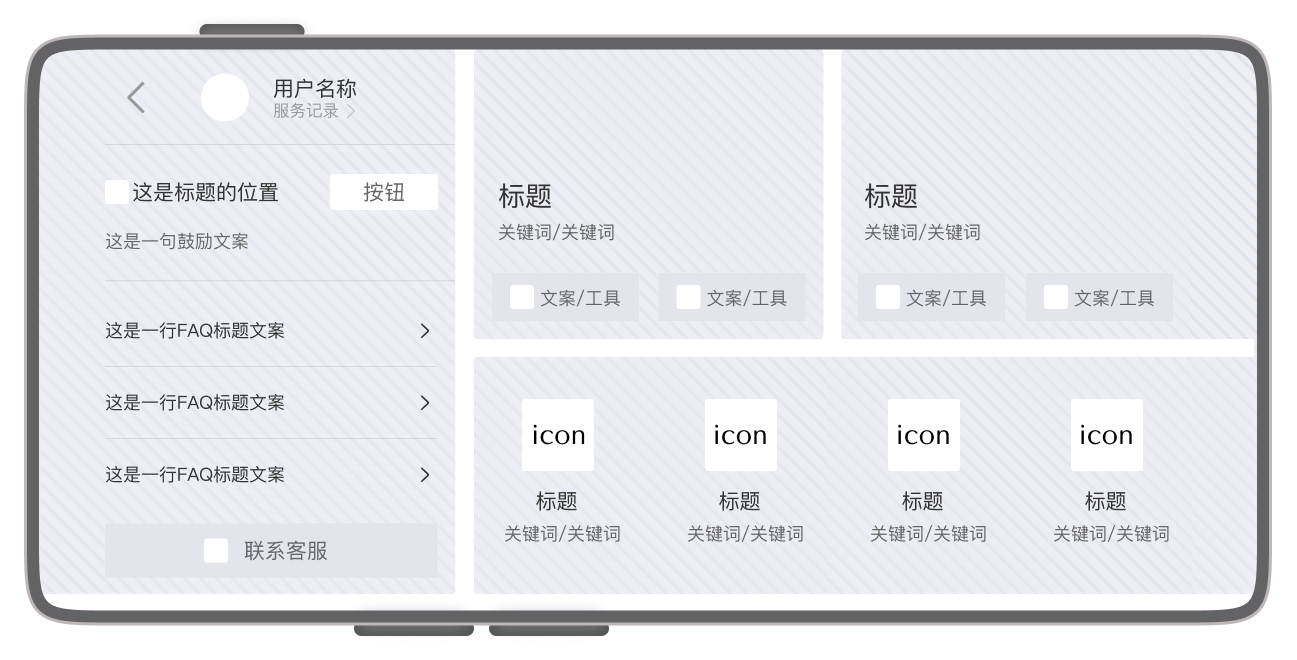 用户名称
服务记录
这是标题的位置
按钮
这是一句鼓励文案
这是一行FAQ标题文案
这是一行FAQ标题文案
这是一行FAQ标题文案
联系客服
标题
关键词/关键词
文案/工具
文案/工具
标题
关键词/关键词
文案/工具
文案/工具
icon
标题
关键词/关键词
icon
标题
关键词/关键词
icon
标题
关键词/关键词
icon
标题
关键词/关键词